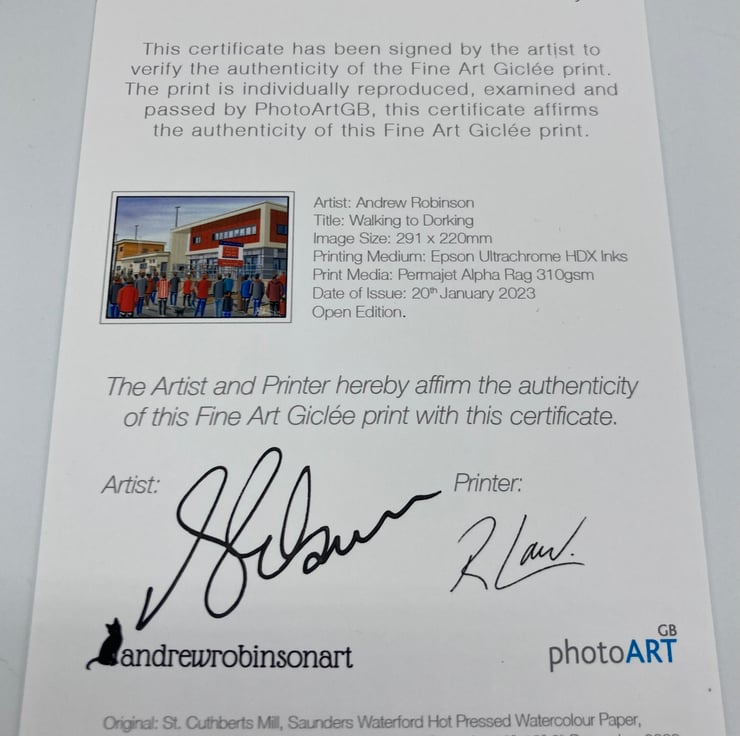 This certificate has been signed by the artist to
verify the authenticity of the Fine Art Giclée print.
The print is individually reproduced, examined and
passed by PhotoArtGB, this certificate affirms
the authenticity of this Fine Art Giclée print.
Artist: Andrew Robinson
Title: Walking to Dorking
Image Size: 291 x 220mm
Printing Medium: Epson Ultrachrome HDX Inks
Print Media: Permajet Alpha Rag 310gsm
Date of Issue: 20th January 2023
Open Edition.
The Artist and Printer hereby affirm the authenticity
of this Fine Art Giclée print with this certificate.
Artist:
Printer:
R Law.
andrewrobinsonart
photoART GB
Original: St. Cuthberts Mill, Saunders Waterford Hot Pressed Watercolour Paper,